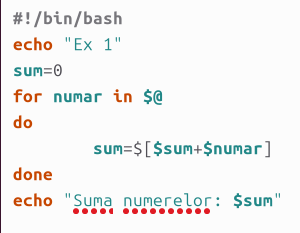 #!/bin/bash
echo "Ex 1"
sum=0
for numar in $@
do
        sum=$[$sum+$numar]
done
echo "Suma numerelor: $sum"